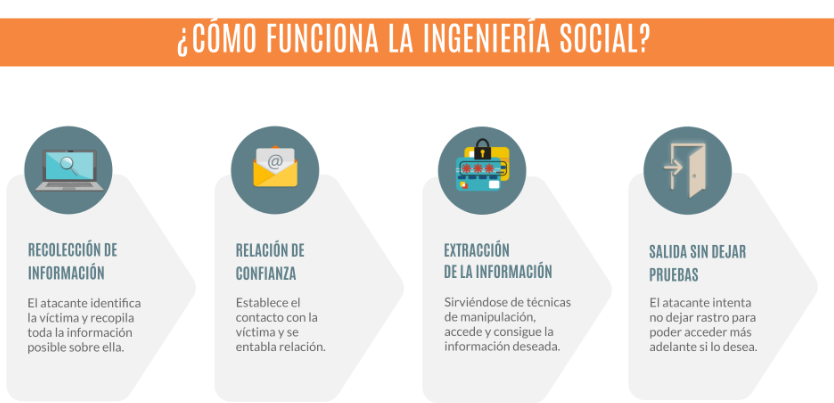 ¿CÓMO FUNCIONA LA INGENIERÍA SOCIAL?
@
RECOLECCIÓN DE
INFORMACIÓN
El atacante identifica
la víctima y recopila
toda la información
posible sobre ella.
RELACIÓN DE
CONFIANZA
Establece el
contacto con la
víctima y se
entabla relación.
EXTRACCIÓN
DE LA INFORMACIÓN
Sirviéndose de técnicas
de manipulación,
accede y consigue la
información deseada.
SALIDA SIN DEJAR
PRUEBAS
El atacante intenta
no dejar rastro para
poder acceder más
adelante si lo desea.